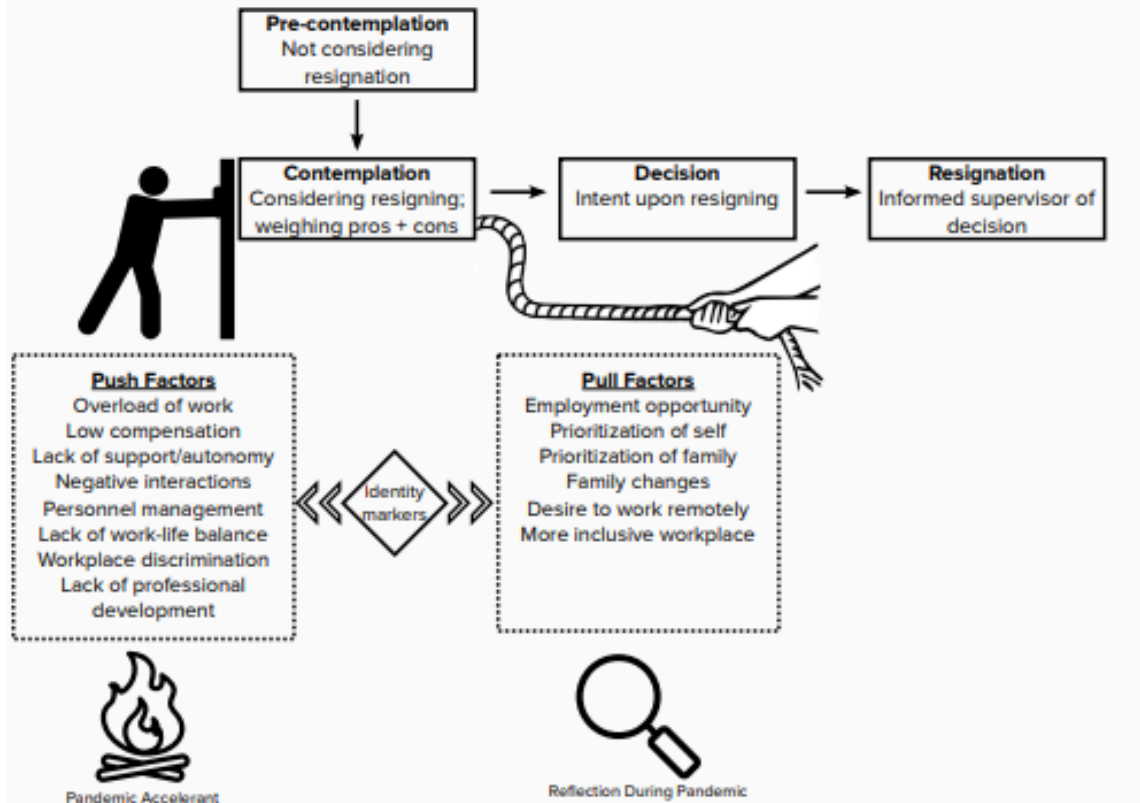 Pre-contemplation
Not considering
resignation
Contemplation
Considering resigning;
weighing pros + cons
Decision
Intent upon resigning
Resignation
Informed supervisor of
decision
Push Factors
Overload of work
Low compensation
Lack of support/autonomy
Negative interactions
Personnel management
Lack of work-life balance
Workplace discrimination
Lack of professional
development
Identity
markers
Pull Factors
Employment opportunity
Prioritization of self
Prioritization of family
Family changes
Desire to work remotely
More inclusive workplace
Pandemic Accelerant
Reflection During Pandemic